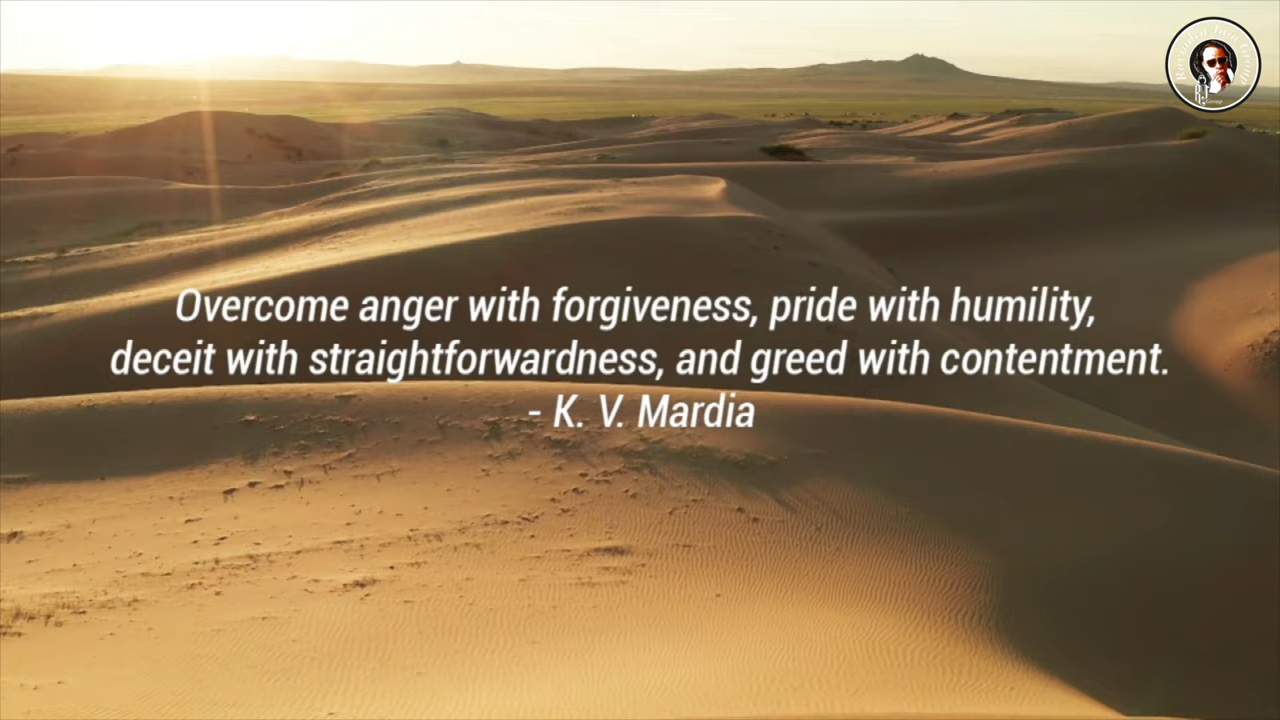 Overcome anger with forgiveness, pride with humility,
deceit with straightforwardness, and greed with contentment.
- K. V. Mardia